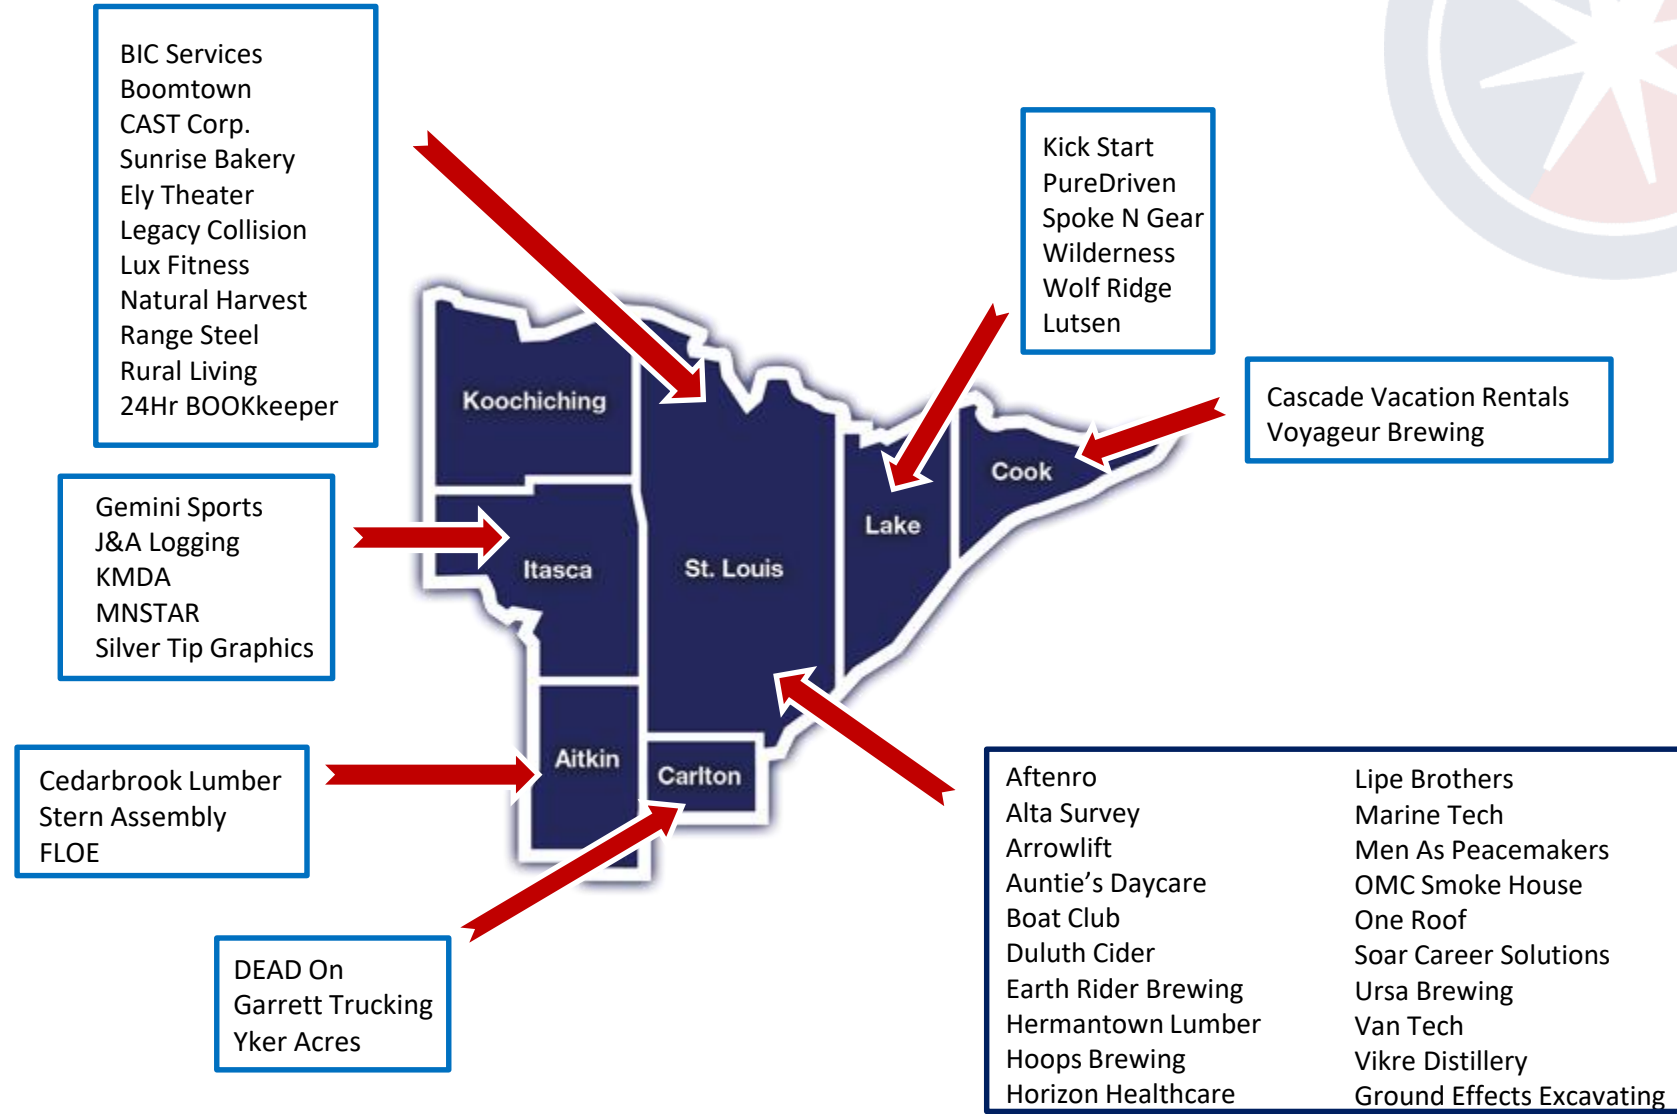 BIC Services
Boomtown
CAST Corp.
Sunrise Bakery
Ely Theater
Legacy Collision
Lux Fitness
Natural Harvest
Range Steel
Rural Living
24Hr BOOKkeeper
Kick Start
PureDriven
Spoke N Gear
Wilderness
Wolf Ridge
Lutsen
Cascade Vacation Rentals
Voyageur Brewing
Koochiching
Cook
Lake
Itasca
St. Louis
Aitkin
Carlton
Gemini Sports
J&A Logging
KMDA
MNSTAR
Silver Tip Graphics
Cedarbrook Lumber
Stern Assembly
FLOE
DEAD On
Garrett Trucking
Yker Acres
Aftenro
Alta Survey
Arrowlift
Auntie’s Daycare
Boat Club
Duluth Cider
Earth Rider Brewing
Hermantown Lumber
Hoops Brewing
Horizon Healthcare
Lipe Brothers
Marine Tech
Men As Peacemakers
OMC Smoke House
One Roof
Soar Career Solutions
Ursa Brewing
Van Tech
Vikre Distillery
Ground Effects Excavating